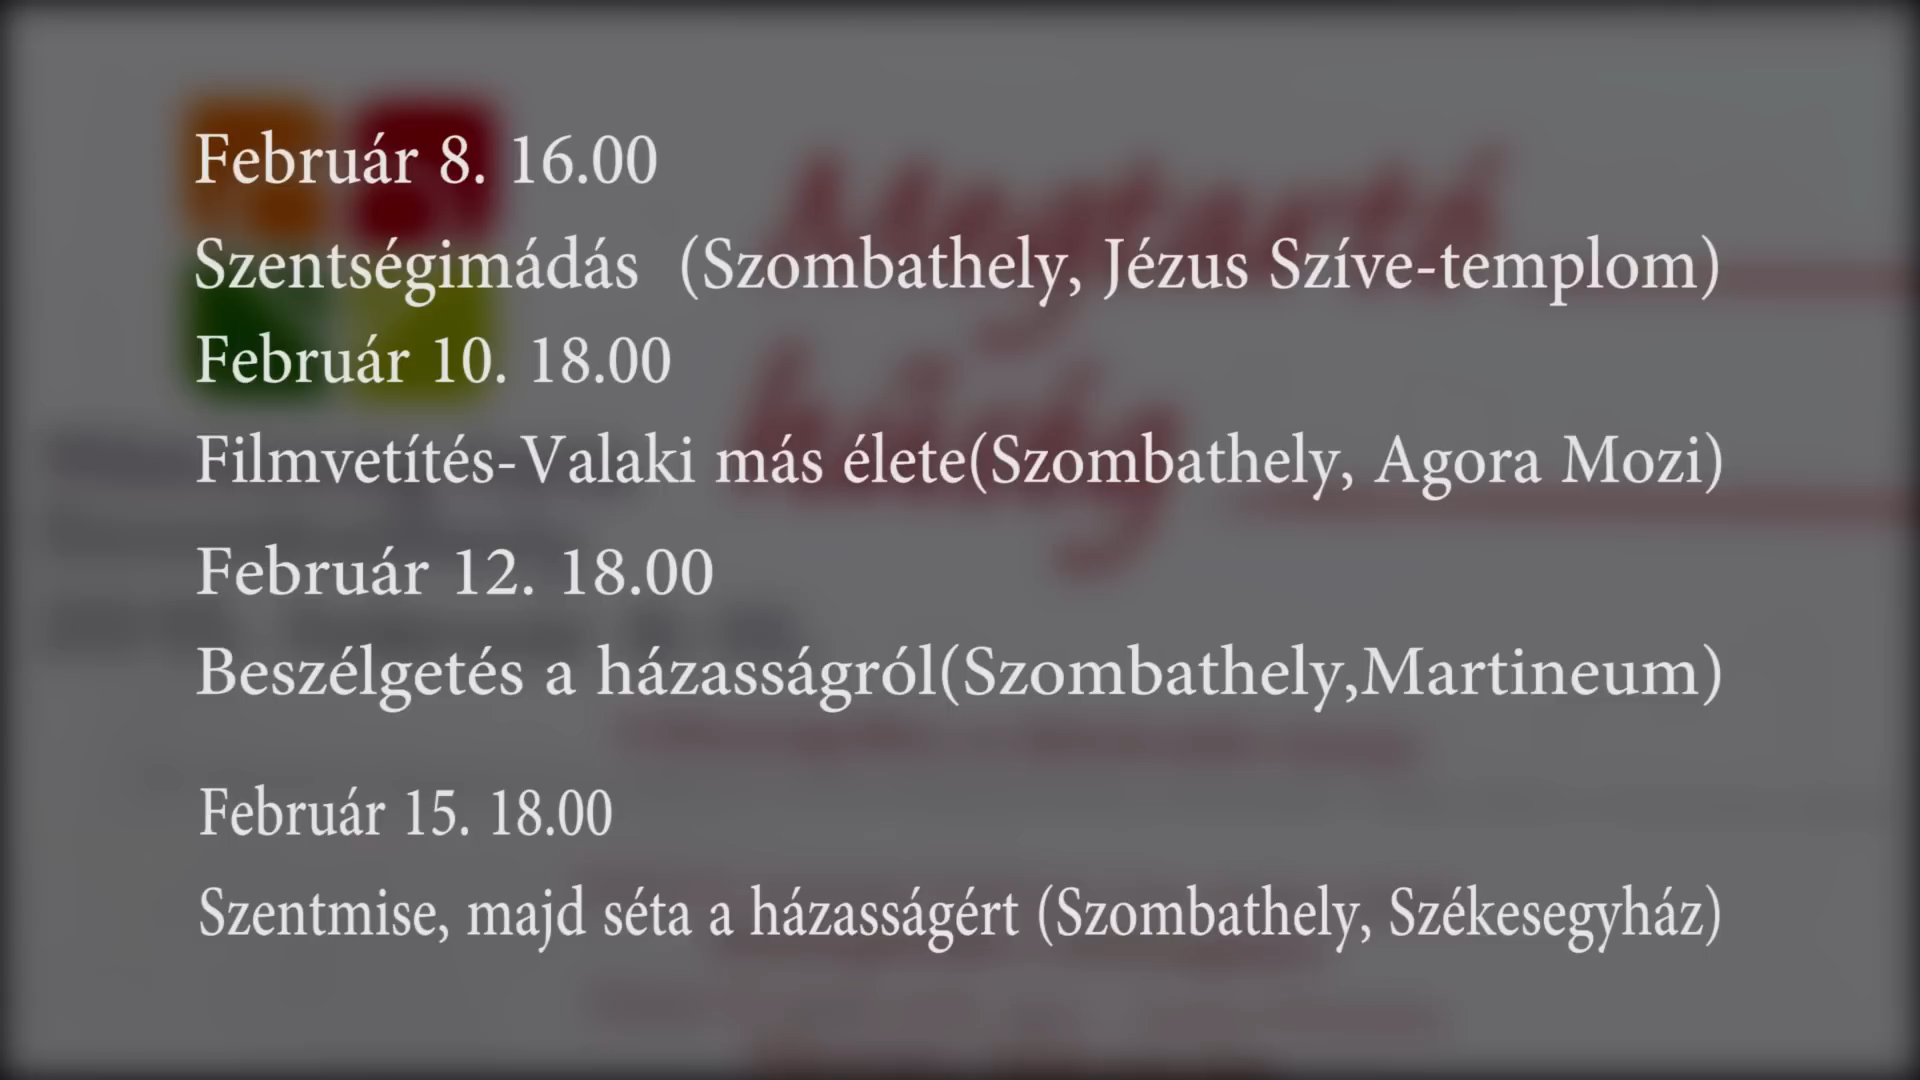 Február 8. 16.00
Szentségimádás  (Szombathely, Jézus Szíve-templom)
Február 10. 18.00
Filmvetítés-Valaki más élete(Szombathely, Agora Mozi)
Február 12. 18.00
Beszélgetés a házasságról(Szombathely,Martineum)
Február 15. 18.00
Szentmise, majd séta a házasságért (Szombathely, Székesegyház)
Megtartó
hűség